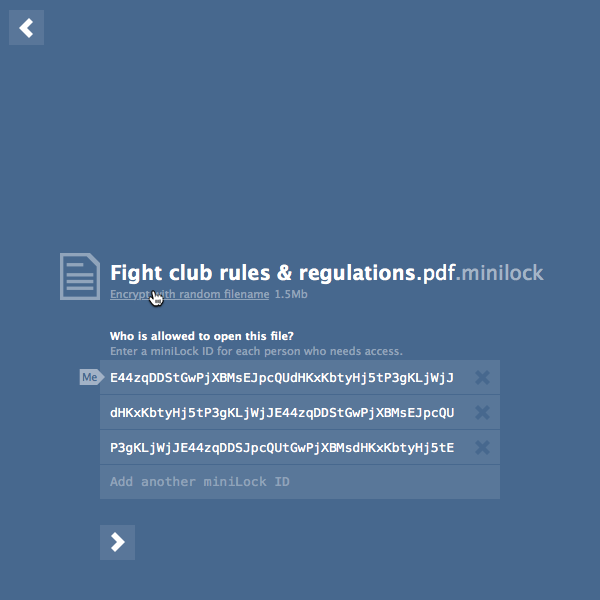 Fight club rules & regulations.pdf.minilock
Encrypt with random filename 1.5Mb
Who is allowed to open this file?
Enter a miniLock ID for each person who needs access.
Me E44zqDDStGwPjXBMsEJpcQUdHKxKbtyHj5tP3gKLjWjJ
dHKxKbtyHj5tP3gKLjWjJE44zqDDStGwPjXBMsEJpcQU
P3gKLjWjJE44zqDDSJpcQUtGwPjXBMsdHKxKbtyHj5tE
Add another miniLock ID